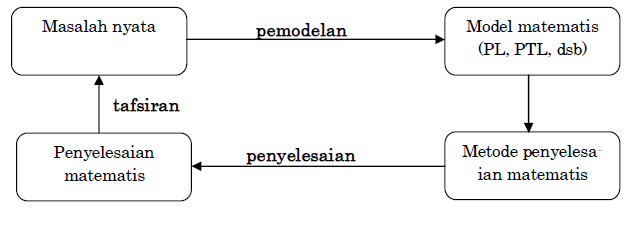 Masalah nyata
pemodelan
Model matematis
(PL, PTL, dsb)
tafsiran
Penyelesaian
matematis
penyelesaian
Metode penyelesa-
ian matematis